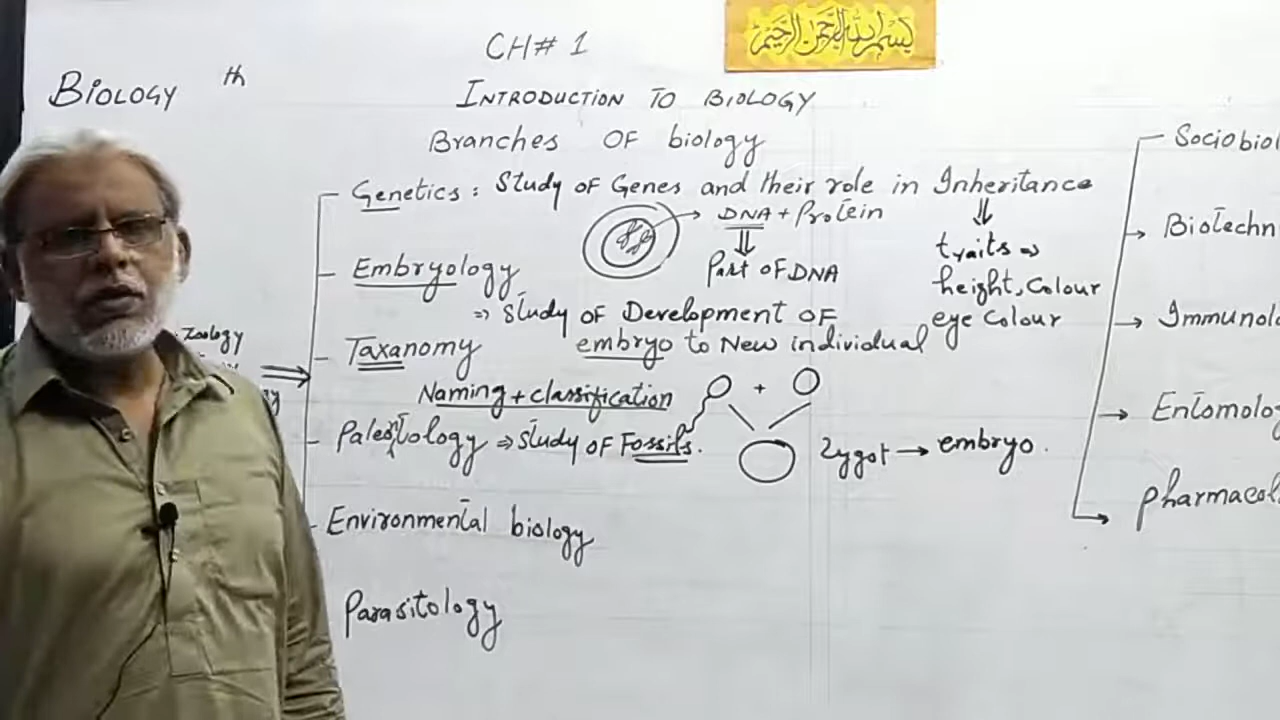 CH# 1
بسم الله الرحمن الرحيم
BIOLOGY th
INTRODUCTION TO BIOLOGY
Branches OF biology
Genetics: Study of Genes and their role in Inheritance
DNA + Protein
Part OF DNA
traits ⇒
height, Colour
eye Colour
Embryology
⇒ Study of Development OF
embryo to New individual
Taxanomy
Naming + classification
+
Paleontology ⇒ Study of Fossils.
Zygot → embryo.
Environmental biology
Parasitology
Zoology
Sociobiol
Biotechn
Immunolo
Entomolog
Pharmacol